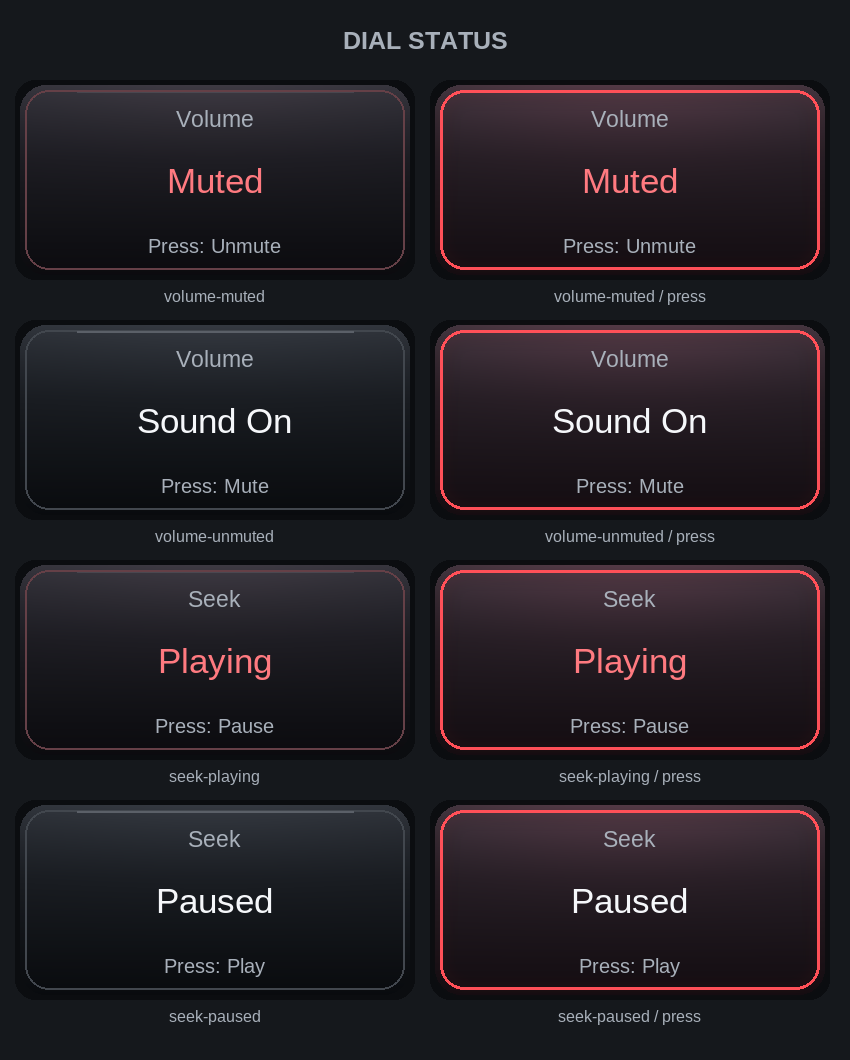 DIAL STATUS
Volume
Muted
Press: Unmute
volume-muted
Volume
Muted
Press: Unmute
volume-muted / press
Volume
Sound On
Press: Mute
volume-unmuted
Volume
Sound On
Press: Mute
volume-unmuted / press
Seek
Playing
Press: Pause
seek-playing
Seek
Playing
Press: Pause
seek-playing / press
Seek
Paused
Press: Play
seek-paused
Seek
Paused
Press: Play
seek-paused / press